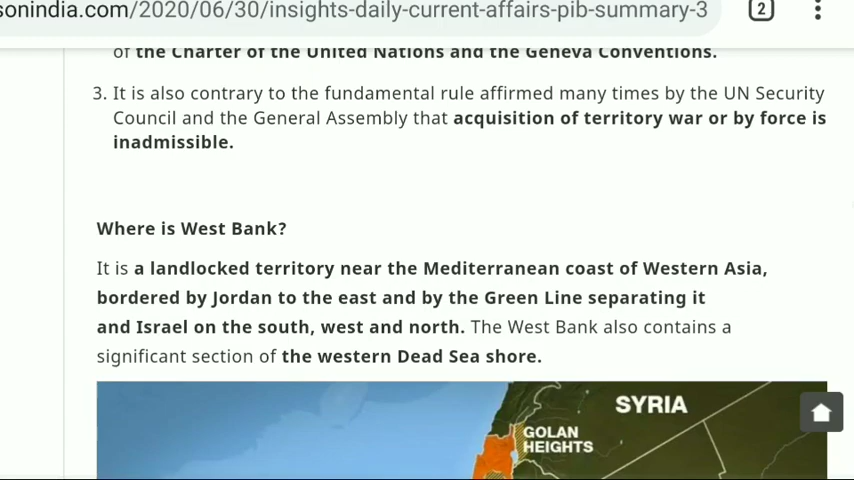 sonindia.com/2020/06/30/insights-daily-current-affairs-pib-summary-3
2
of the Charter of the United Nations and the Geneva Conventions.
3. It is also contrary to the fundamental rule affirmed many times by the UN Security
Council and the General Assembly that acquisition of territory war or by force is
inadmissible.
Where is West Bank?
It is a landlocked territory near the Mediterranean coast of Western Asia,
bordered by Jordan to the east and by the Green Line separating it
and Israel on the south, west and north. The West Bank also contains a
significant section of the western Dead Sea shore.
SYRIA
GOLAN
HEIGHTS